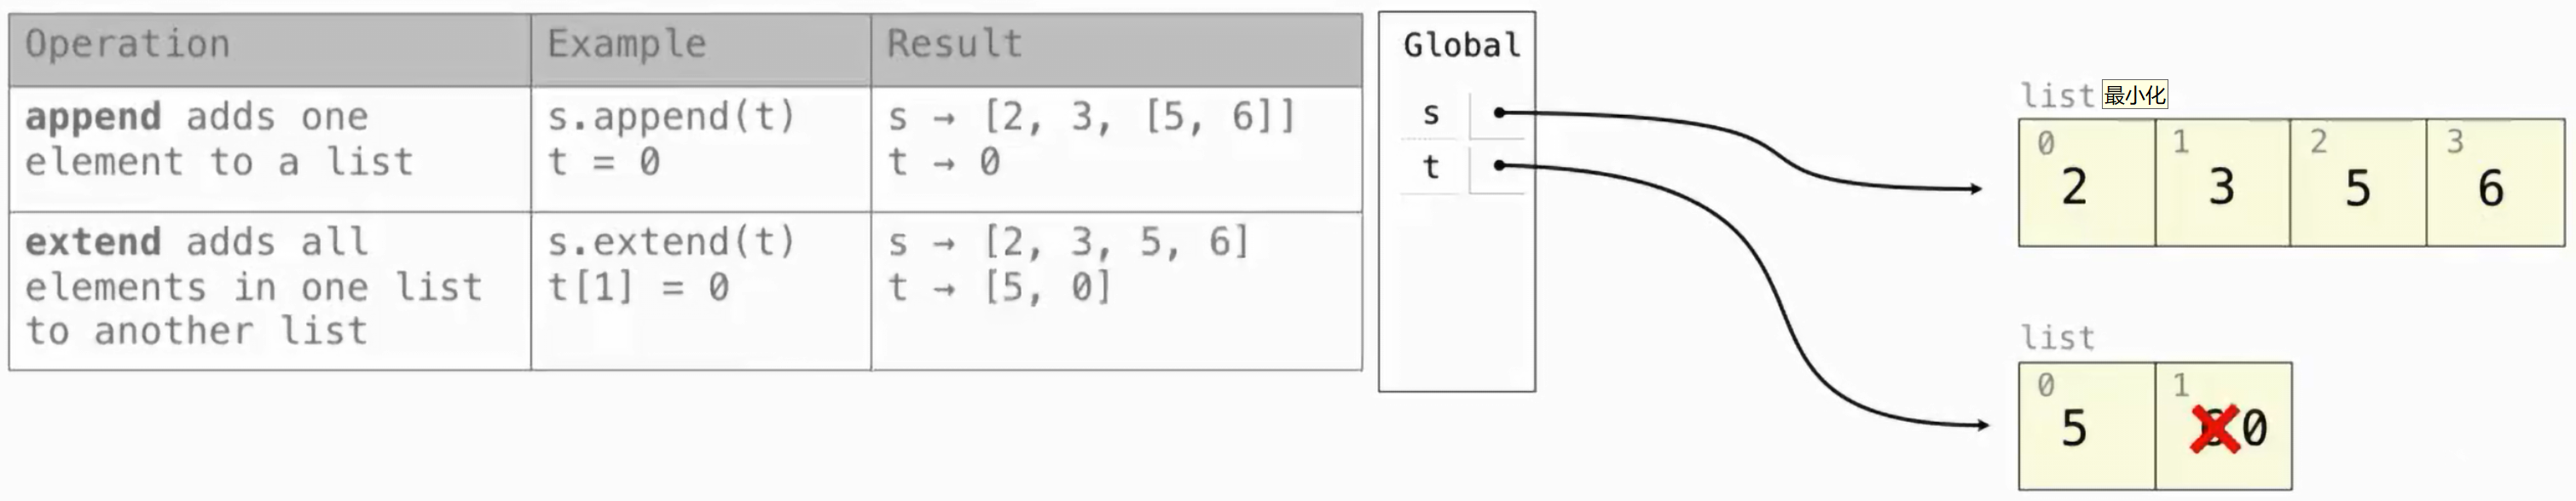 Operation Example Result
append adds one
element to a list
s.append(t)
t = 0
s → [2, 3, [5, 6]]
t → 0
extend adds all
elements in one list
to another list
s.extend(t)
t[1] = 0
s → [2, 3, 5, 6]
t → [5, 0]
Global
s
t
list 最小化
0 1 2 3
2 3 5 6
list
0 1
5 0